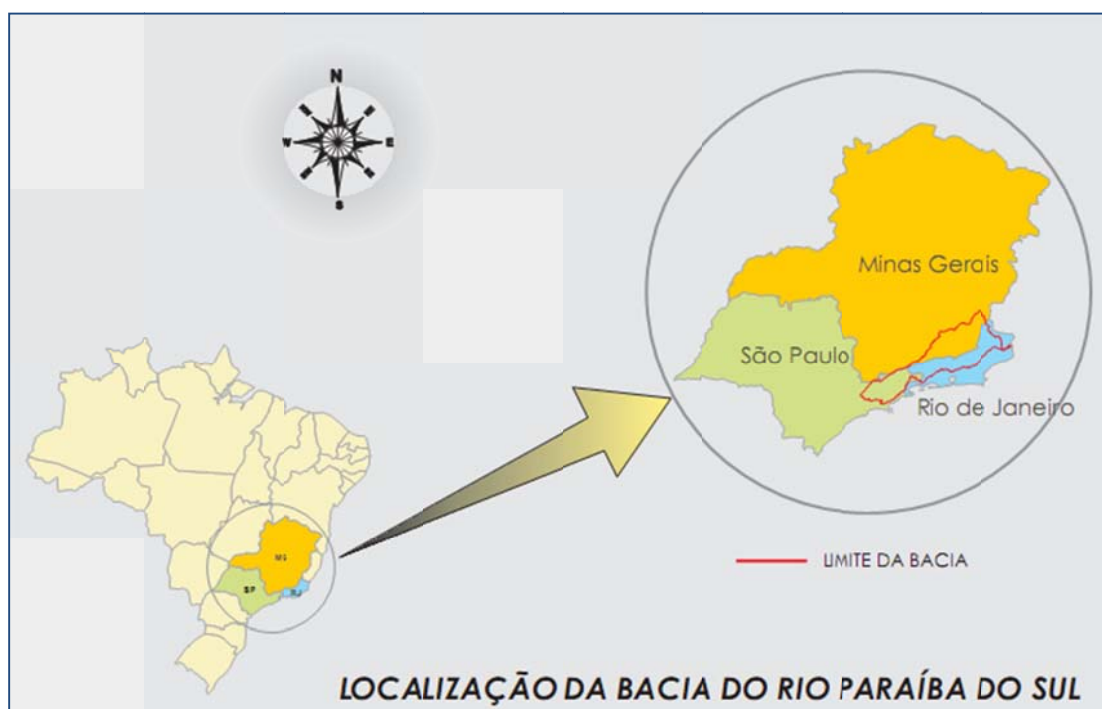 N
W
E
S
Minas Gerais
São Paulo
Rio de Janeiro
MG
SP
RJ
LIMITE DA BACIA
LOCALIZAÇÃO DA BACIA DO RIO PARAÍBA DO SUL